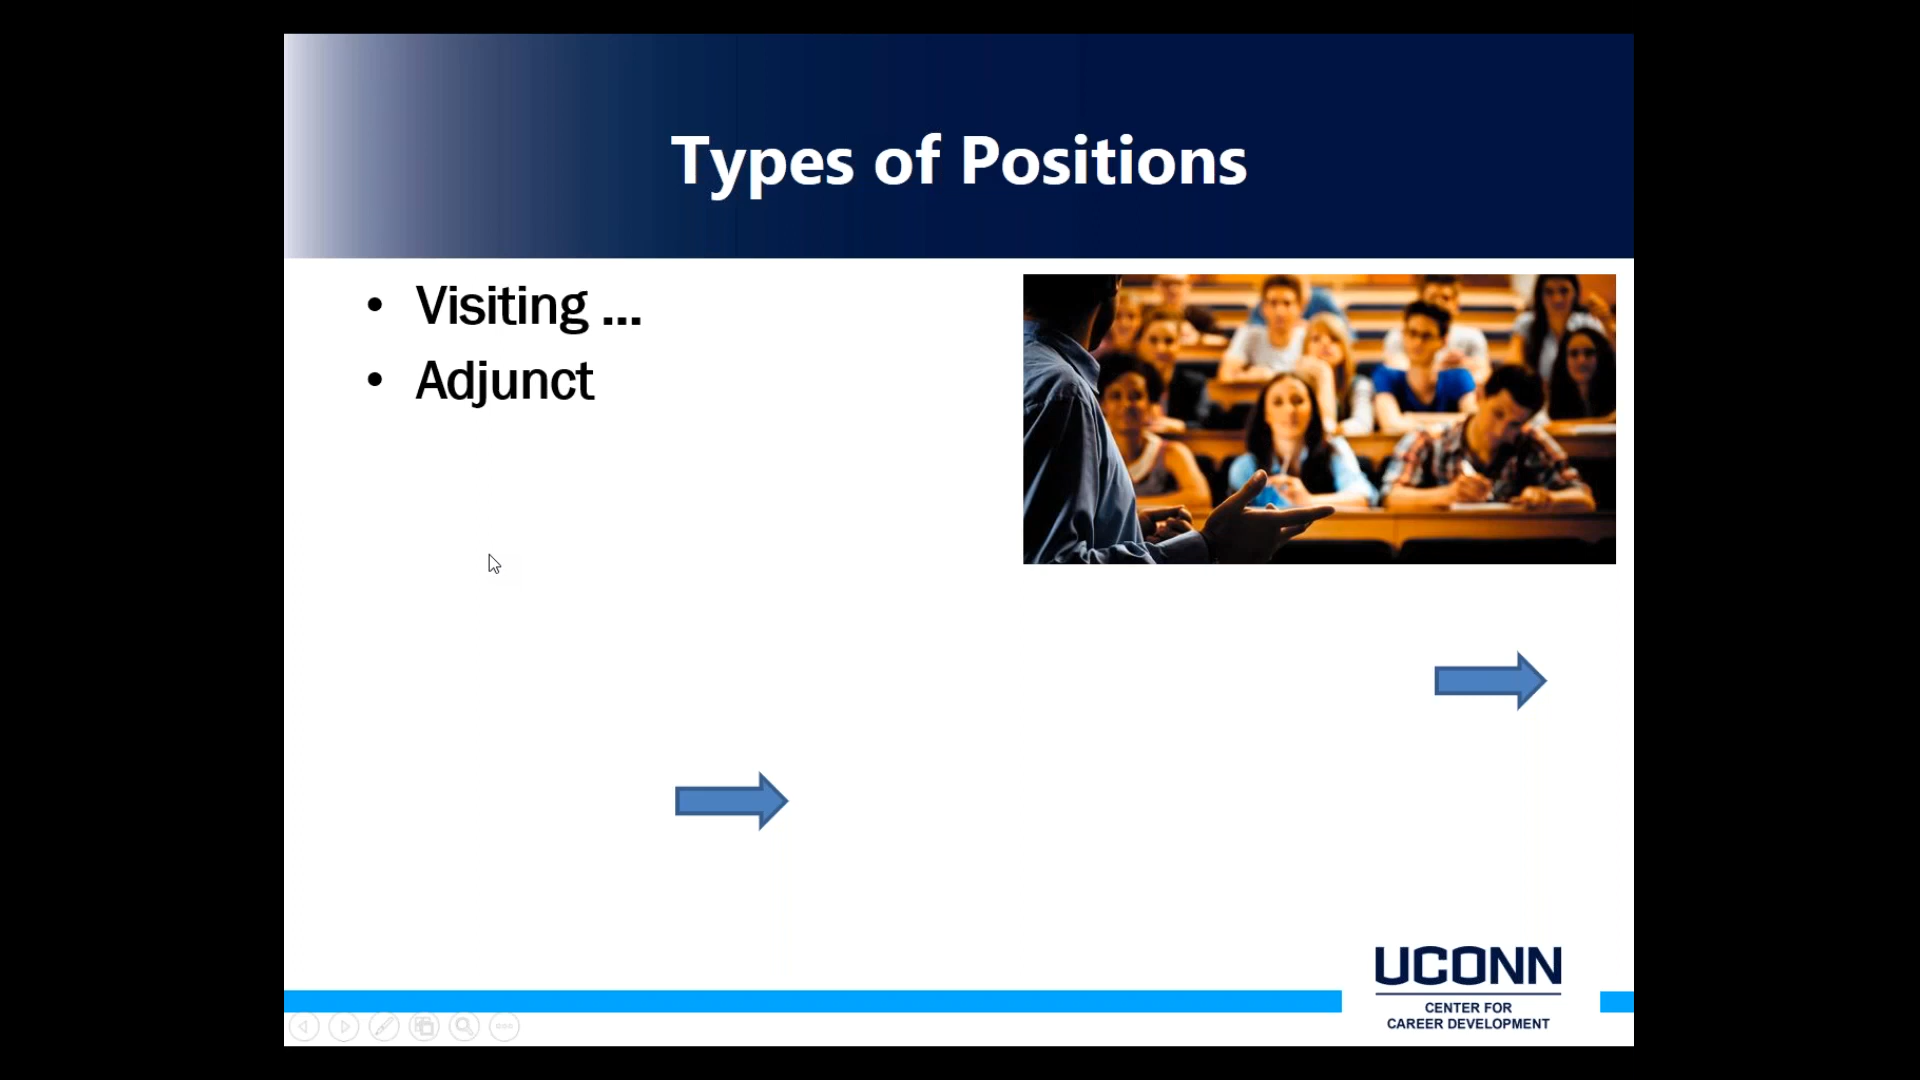 Types of Positions
• Visiting ...
• Adjunct
UCONN
CENTER FOR
CAREER DEVELOPMENT